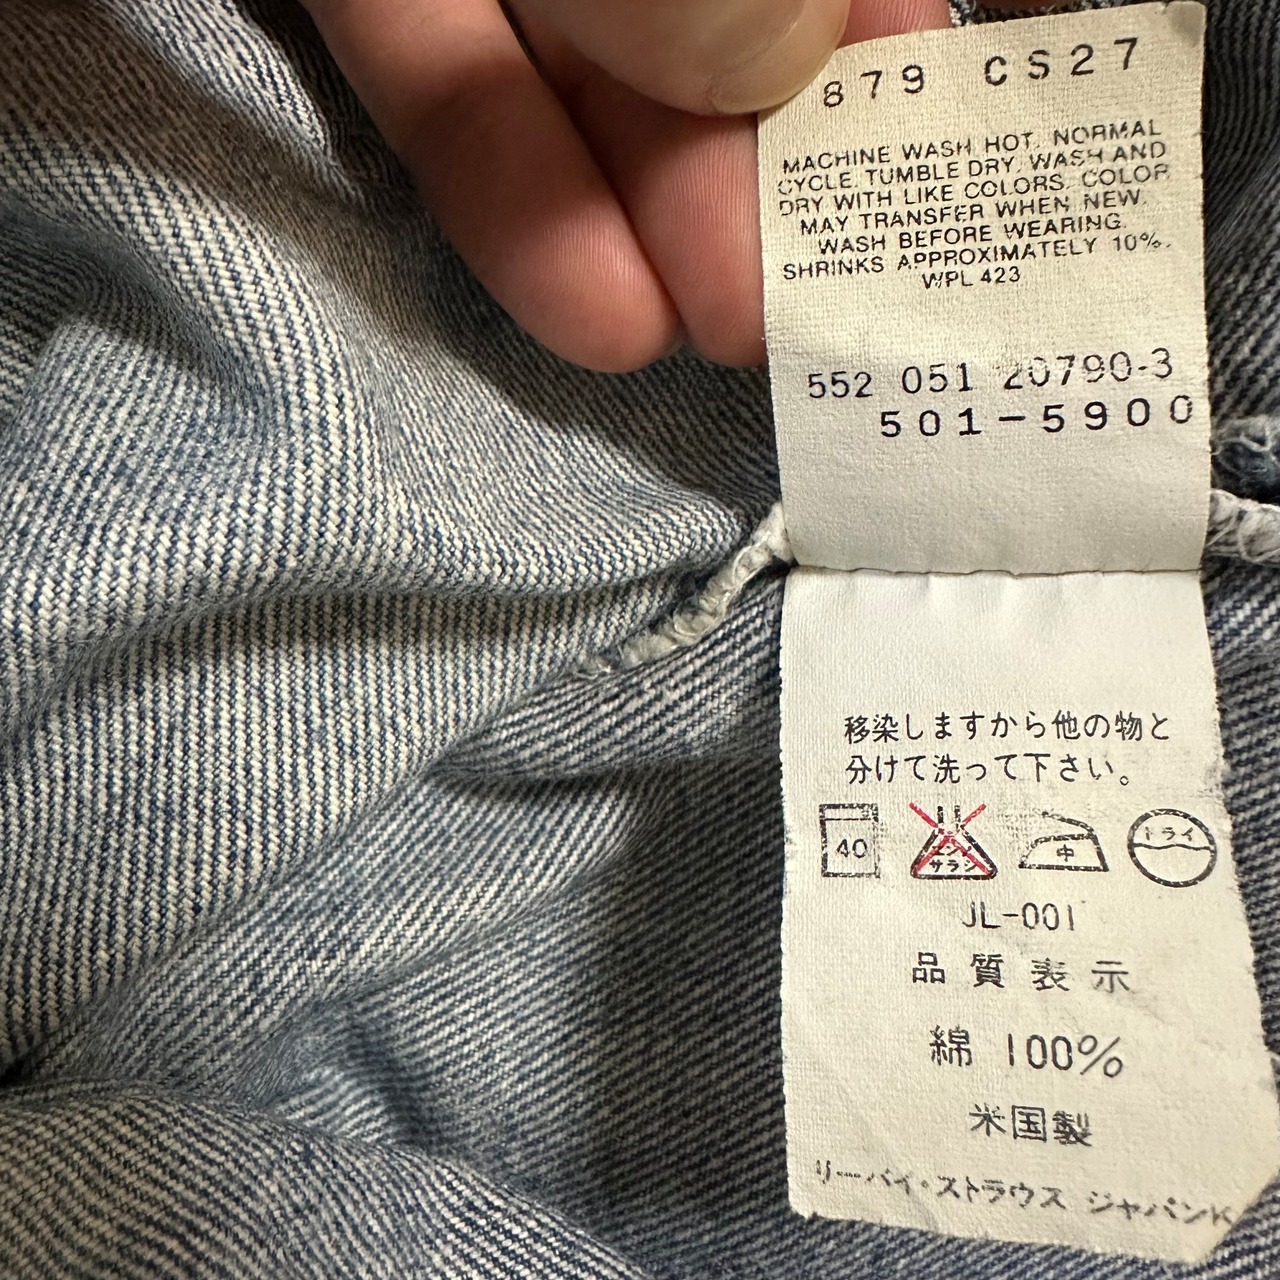 879 CS27
MACHINE WASH HOT, NORMAL
CYCLE. TUMBLE DRY. WASH AND
DRY WITH LIKE COLORS. COLOR
MAY TRANSFER WHEN NEW.
WASH BEFORE WEARING.
SHRINKS APPROXIMATELY 10%.
WPL 423
552 051 20790-3
501-5900
移染しますから他の物と
分けて洗って下さい。
40 エンソ サラシ 中 ドライ
JL-001
品質表示
綿 100%
米国製
リーバイ・ストラウス ジャパンK